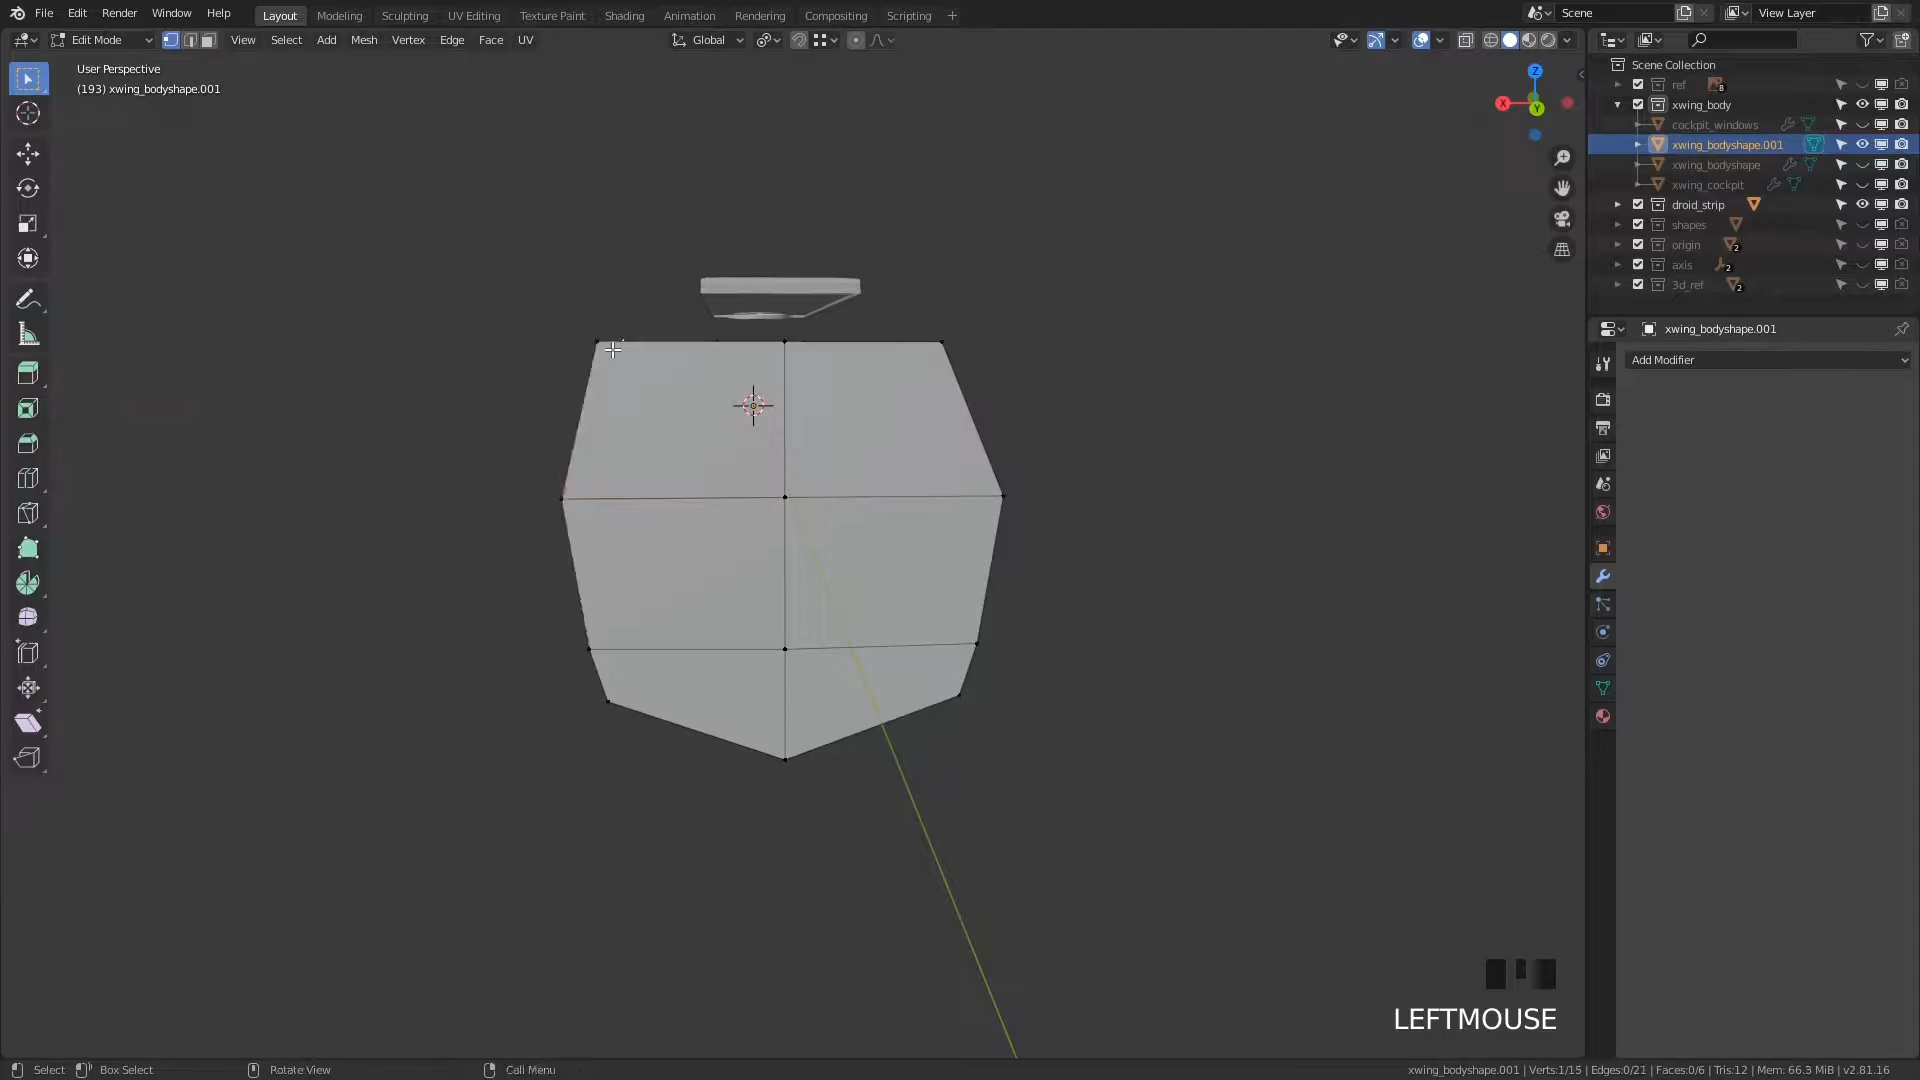 File Edit Render Window Help Layout Modeling Sculpting UV Editing Texture Paint Shading Animation Rendering Compositing Scripting + Scene View Layer
Edit Mode View Select Add Mesh Vertex Edge Face UV Global
User Perspective
(193) xwing_bodyshape.001
Z
X
Y
Scene Collection
ref 8
xwing_body
cockpit_windows
xwing_bodyshape.001
xwing_bodyshape
xwing_cockpit
droid_strip
shapes
origin 2
axis 2
3d_ref 2
xwing_bodyshape.001
Add Modifier
LEFTMOUSE
Select Box Select Rotate View Call Menu xwing_bodyshape.001 | Verts:1/15 | Edges:0/21 | Faces:0/6 | Tris:12 | Mem: 66.3 MiB | v2.81.16